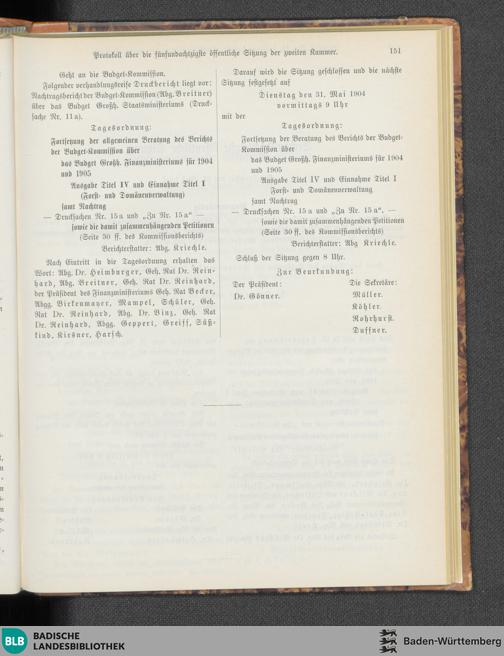 Protokoll über die fünfundachtzigste öffentliche Sitzung der zweiten Kammer. 151
Geht an die Budget-Kommission.
Folgender verhandlungsreife Druckbericht liegt vor:
Nachtragsbericht der Budget-Kommission (Abg. Breitner)
über das Budget Großh. Staatsministeriums (Druck-
sache Nr. 11a).
Tagesordnung:
Fortsetzung der allgemeinen Beratung des Berichts
der Budget-Kommission über
das Budget Großh. Finanzministeriums für 1904
und 1905
Ausgabe Titel IV und Einnahme Titel I
(Forst- und Domänenverwaltung)
samt Nachtrag
— Drucksachen Nr. 15a und „Zu Nr. 15a“ —
sowie die damit zusammenhängenden Petitionen
(Seite 30 ff. des Kommissionsberichts)
Berichterstatter: Abg. Kriechle.
Nach Eintritt in die Tagesordnung erhalten das
Wort: Abg. Dr. Heimburger, Geh. Rat Dr. Rein-
hard, Abg. Breitner, Geh. Rat Dr. Reinhard,
der Präsident des Finanzministeriums Geh. Rat Becker,
Abgg. Birkenmayer, Mampel, Schüler, Geh.
Rat Dr. Reinhard, Abg. Dr. Binz, Geh. Rat
Dr. Reinhard, Abgg. Geppert, Greiff, Süß-
kind, Kirsner, Harsch.
Darauf wird die Sitzung geschlossen und die nächste
Sitzung festgesetzt auf
Dienstag den 31. Mai 1904
vormittags 9 Uhr
mit der
Tagesordnung:
Fortsetzung der Beratung des Berichts der Budget-
Kommission über
das Budget Großh. Finanzministeriums für 1904
und 1905
Ausgabe Titel IV und Einnahme Titel I
Forst- und Domänenverwaltung
samt Nachtrag
— Drucksachen Nr. 15a und „Zu Nr. 15a“, —
sowie die damit zusammenhängenden Petitionen
(Seite 30 ff. des Kommissionsberichts)
Berichterstatter: Abg. Kriechle.
Schluß der Sitzung gegen 8 Uhr.
Zur Beurkundung:
Der Präsident: Die Sekretäre:
Dr. Gönner. Müller.
Köhler.
Rohrhurst.
Duffner.
BLB BADISCHE
LANDESBIBLIOTHEK
Baden-Württemberg